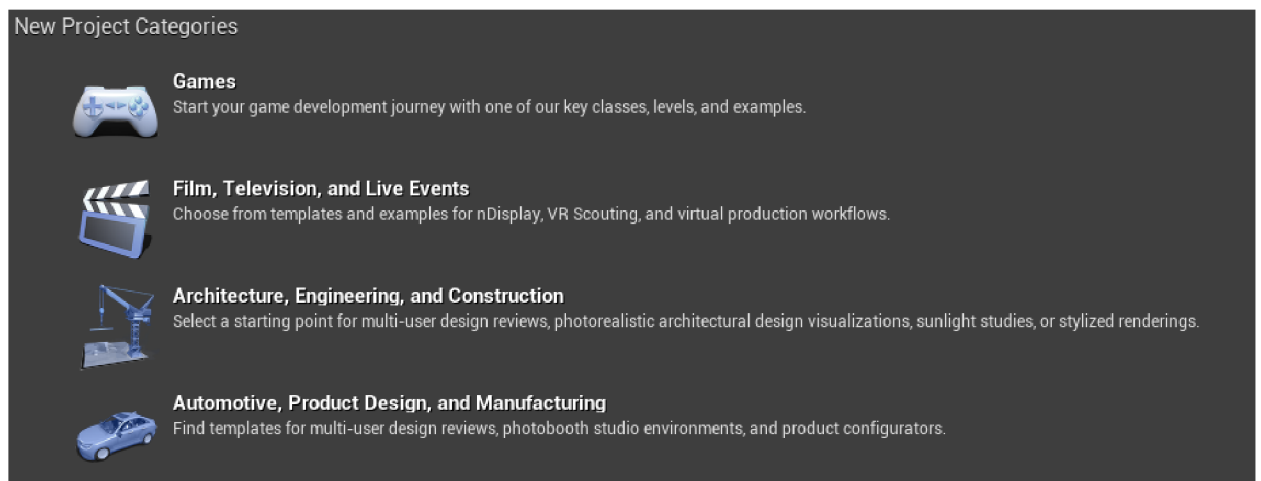 New Project Categories
Games
Start your game development journey with one of our key classes, levels, and examples.
Film, Television, and Live Events
Choose from templates and examples for nDisplay, VR Scouting, and virtual production workflows.
Architecture, Engineering, and Construction
Select a starting point for multi-user design reviews, photorealistic architectural design visualizations, sunlight studies, or stylized renderings.
Automotive, Product Design, and Manufacturing
Find templates for multi-user design reviews, photobooth studio environments, and product configurators.